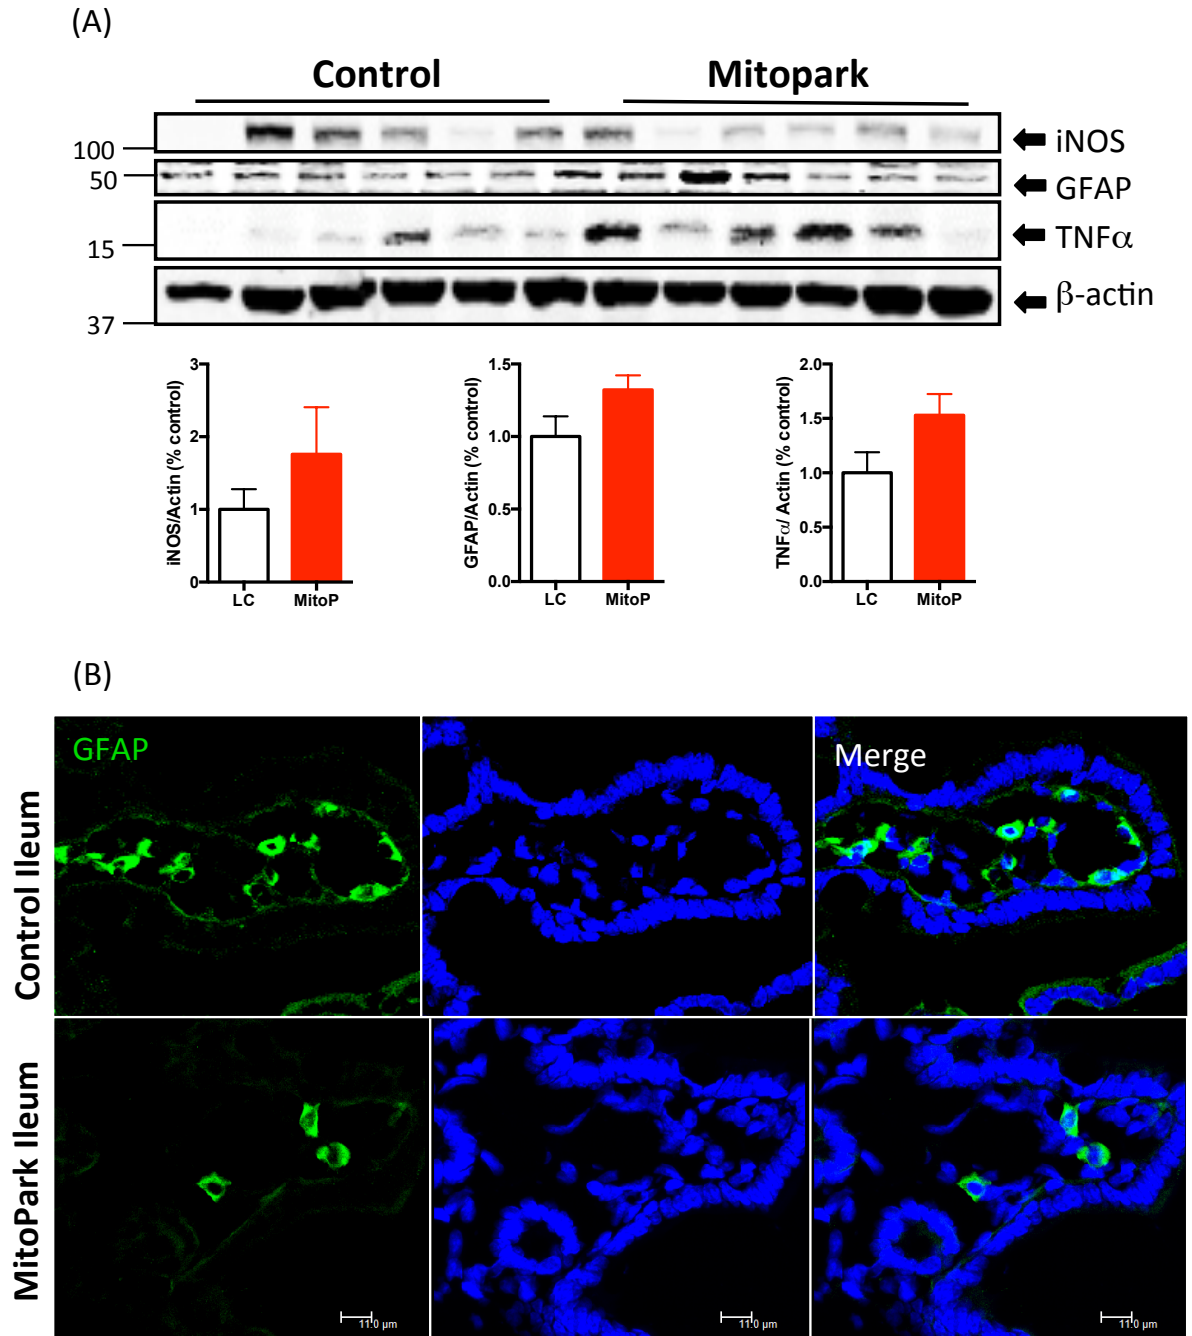 (A)
Control Mitopark
100 iNOS
50 GFAP
15 TNFα
37 β-actin
iNOS/Actin (% control)
3
2
1
0
LC MitoP
GFAP/Actin (% control)
1.5
1.0
0.5
0.0
LC MitoP
TNFα/ Actin (% control)
2.0
1.5
1.0
0.5
0.0
LC MitoP
(B)
Control Ileum
GFAP
Merge
MitoPark Ileum
11.0 µm
11.0 µm
11.0 µm